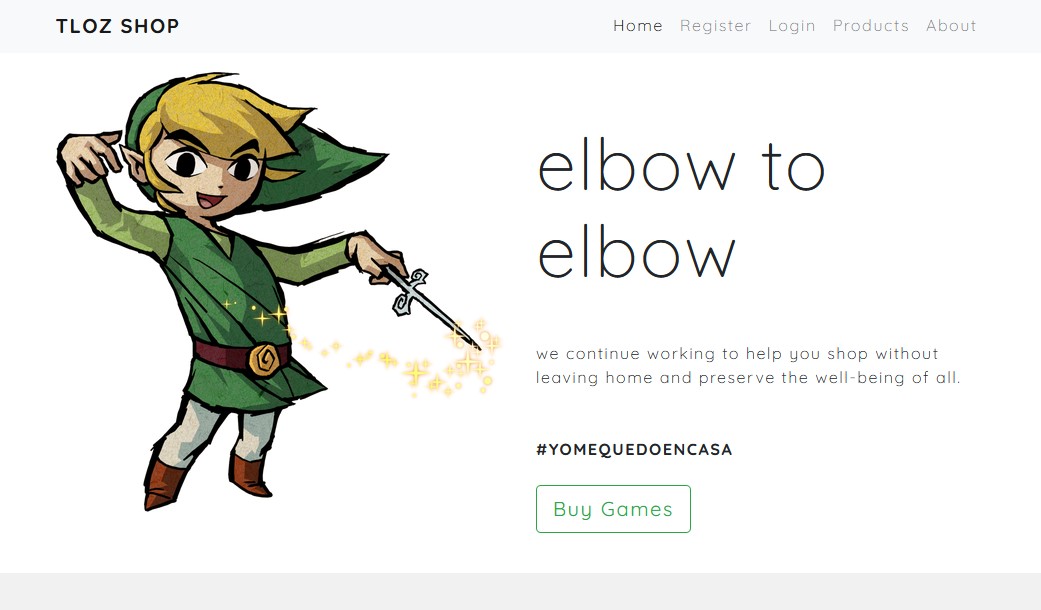 TLOZ SHOP
Home Register Login Products About
elbow to
elbow
we continue working to help you shop without
leaving home and preserve the well-being of all.
#YOMEQUEDOENCASA
Buy Games